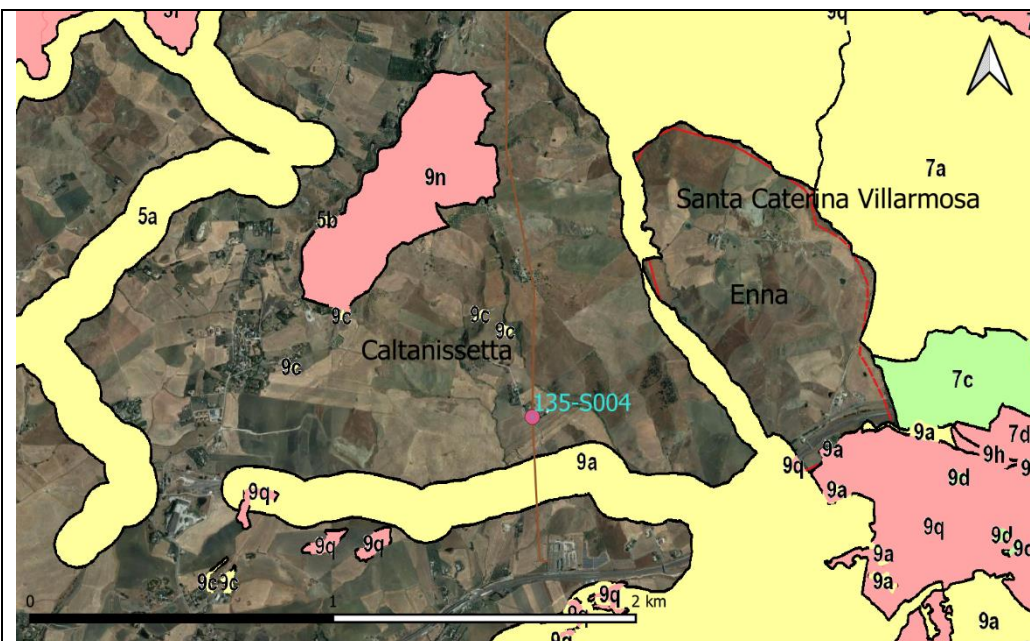 9q
7a
5a
9n
5b
Santa Caterina Villarmosa
Enna
9c
9c
9c
Caltanissetta
9c
7c
135-S004
9a
9a
7d
9h
9a
9q
9d
9q
9a
9q
9q
9q
9q
9d
9a
9a
9c
9c
9q
9a
0
1
2 km